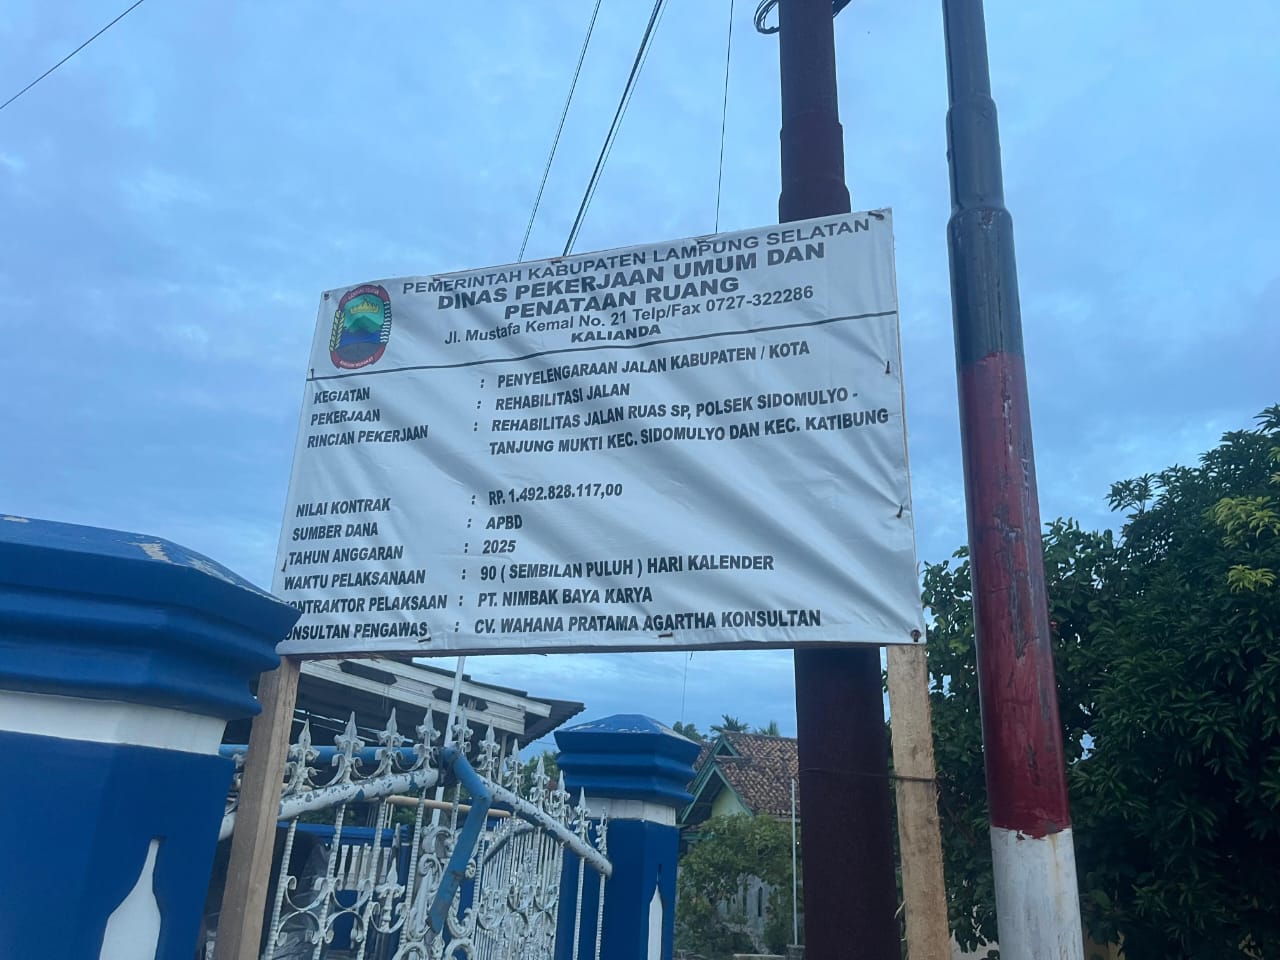 PEMERINTAH KABUPATEN LAMPUNG SELATAN
DINAS PEKERJAAN UMUM DAN
PENATAAN RUANG
Jl. Mustafa Kemal No. 21 Telp/Fax 0727-322286
KALIANDA
KEGIATAN : PENYELENGARAAN JALAN KABUPATEN / KOTA
PEKERJAAN : REHABILITASI JALAN
RINCIAN PEKERJAAN : REHABILITAS JALAN RUAS SP, POLSEK SIDOMULYO -
TANJUNG MUKTI KEC. SIDOMULYO DAN KEC. KATIBUNG
NILAI KONTRAK : RP. 1.492.828.117,00
SUMBER DANA : APBD
TAHUN ANGGARAN : 2025
WAKTU PELAKSANAAN : 90 ( SEMBILAN PULUH ) HARI KALENDER
ONTRAKTOR PELAKSAAN : PT. NIMBAK BAYA KARYA
ONSULTAN PENGAWAS : CV. WAHANA PRATAMA AGARTHA KONSULTAN